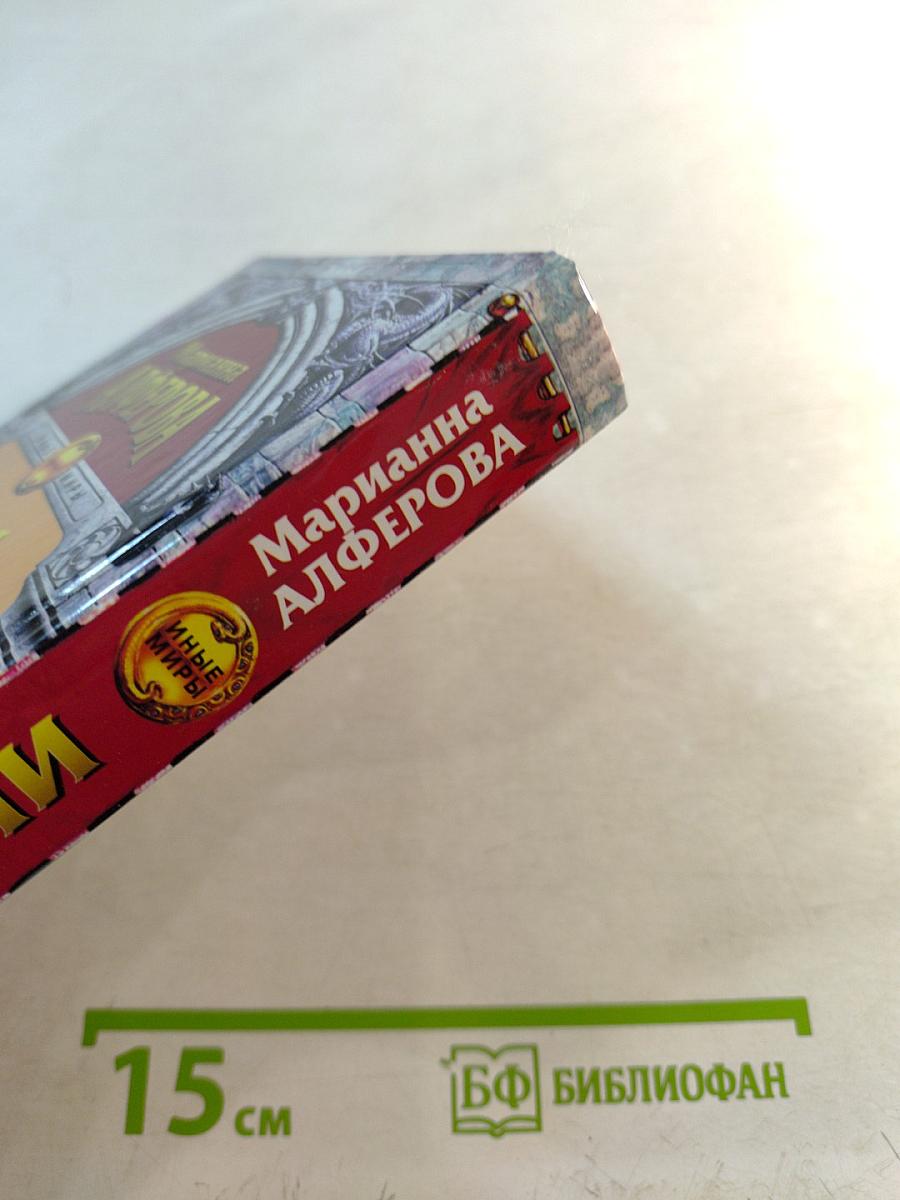 Марианна
АЛФЕРОВА
ИНЫЕ
МИРЫ
15 см
БФ БИБЛИОФАН